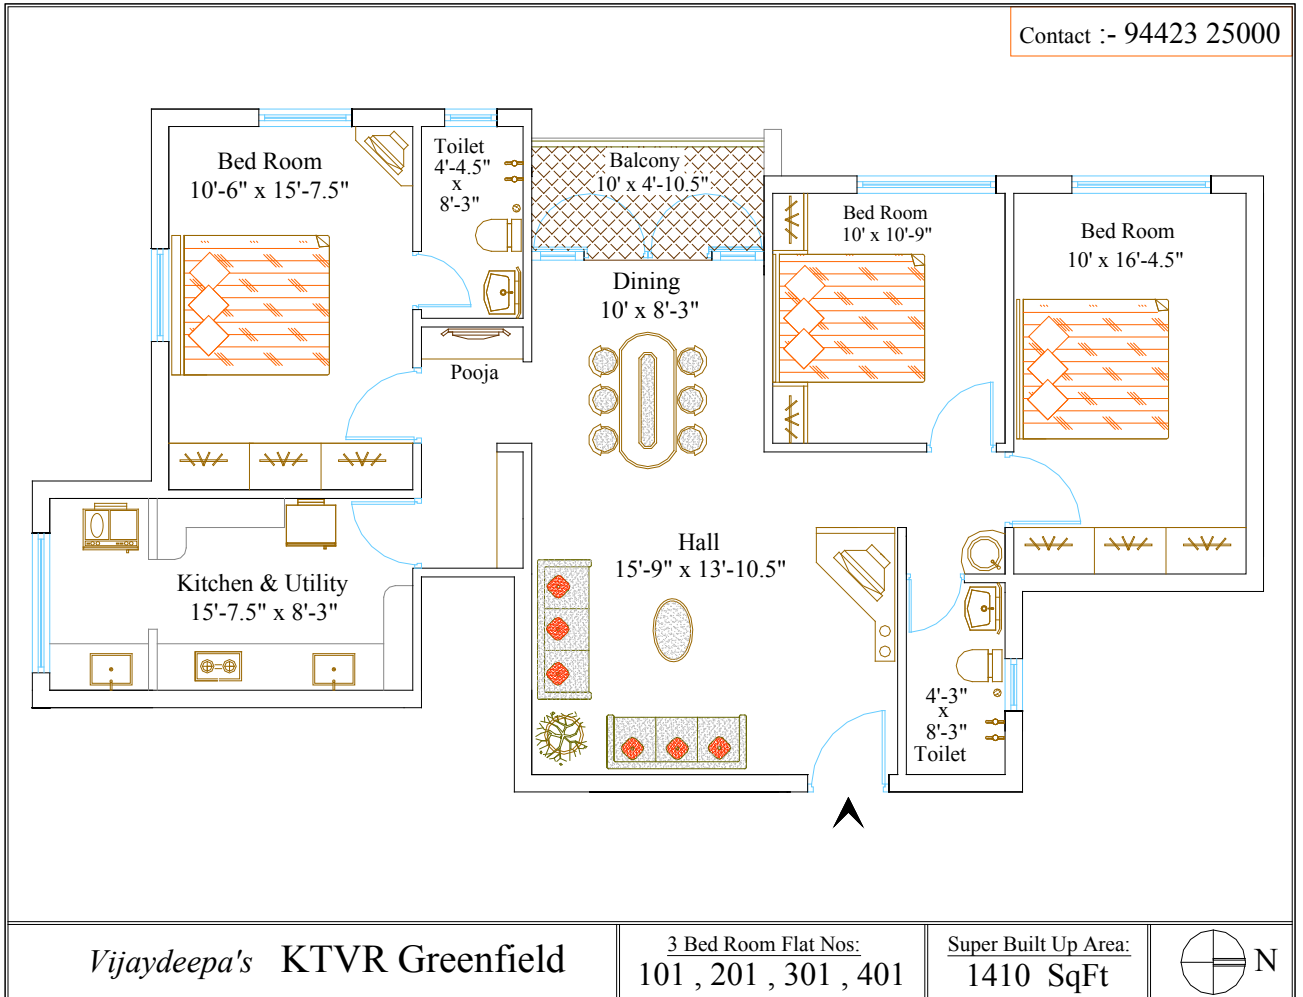 Contact :- 94423 25000
Bed Room
10'-6" x 15'-7.5"
Toilet
4'-4.5"
x
8'-3"
Balcony
10' x 4'-10.5"
Bed Room
10' x 10'-9"
Bed Room
10' x 16'-4.5"
Dining
10' x 8'-3"
Pooja
Hall
15'-9" x 13'-10.5"
Kitchen & Utility
15'-7.5" x 8'-3"
4'-3"
x
8'-3"
Toilet
Vijaydeepa's KTVR Greenfield
3 Bed Room Flat Nos:
101 , 201 , 301 , 401
Super Built Up Area:
1410 SqFt
N